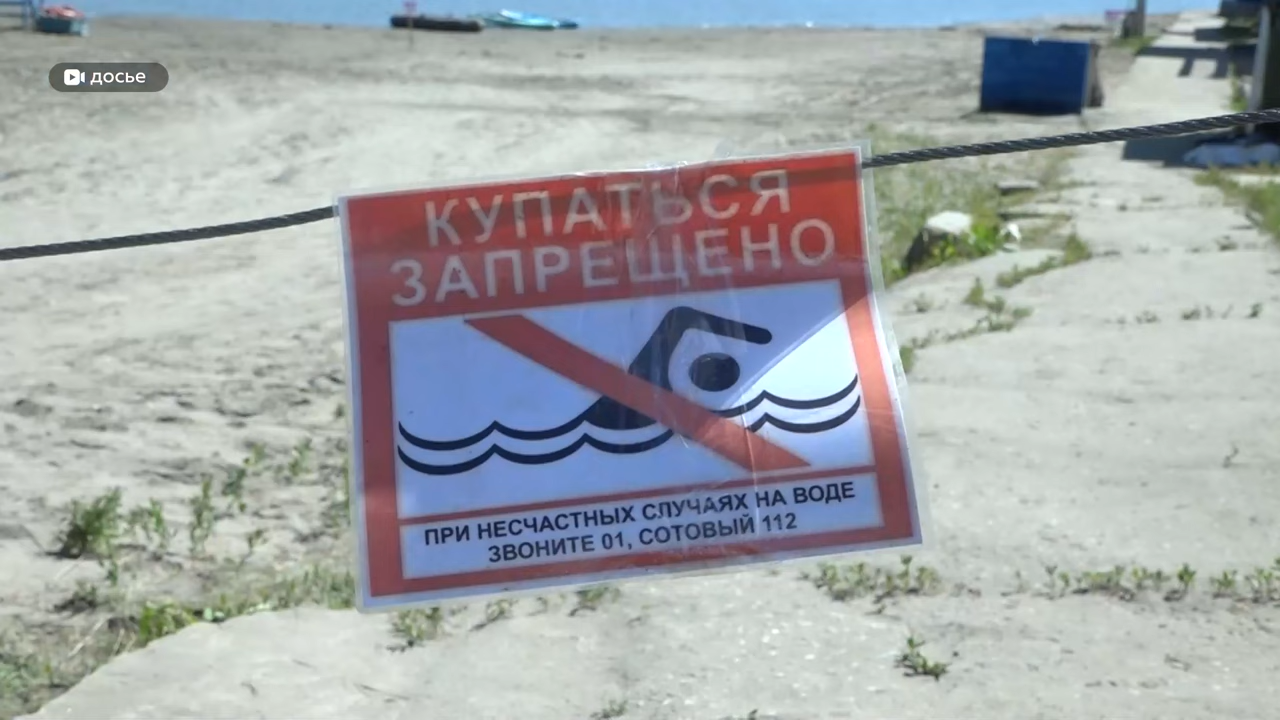 досье
КУПАТЬСЯ
ЗАПРЕЩЕНО
ПРИ НЕСЧАСТНЫХ СЛУЧАЯХ НА ВОДЕ
ЗВОНИТЕ 01, СОТОВЫЙ 112